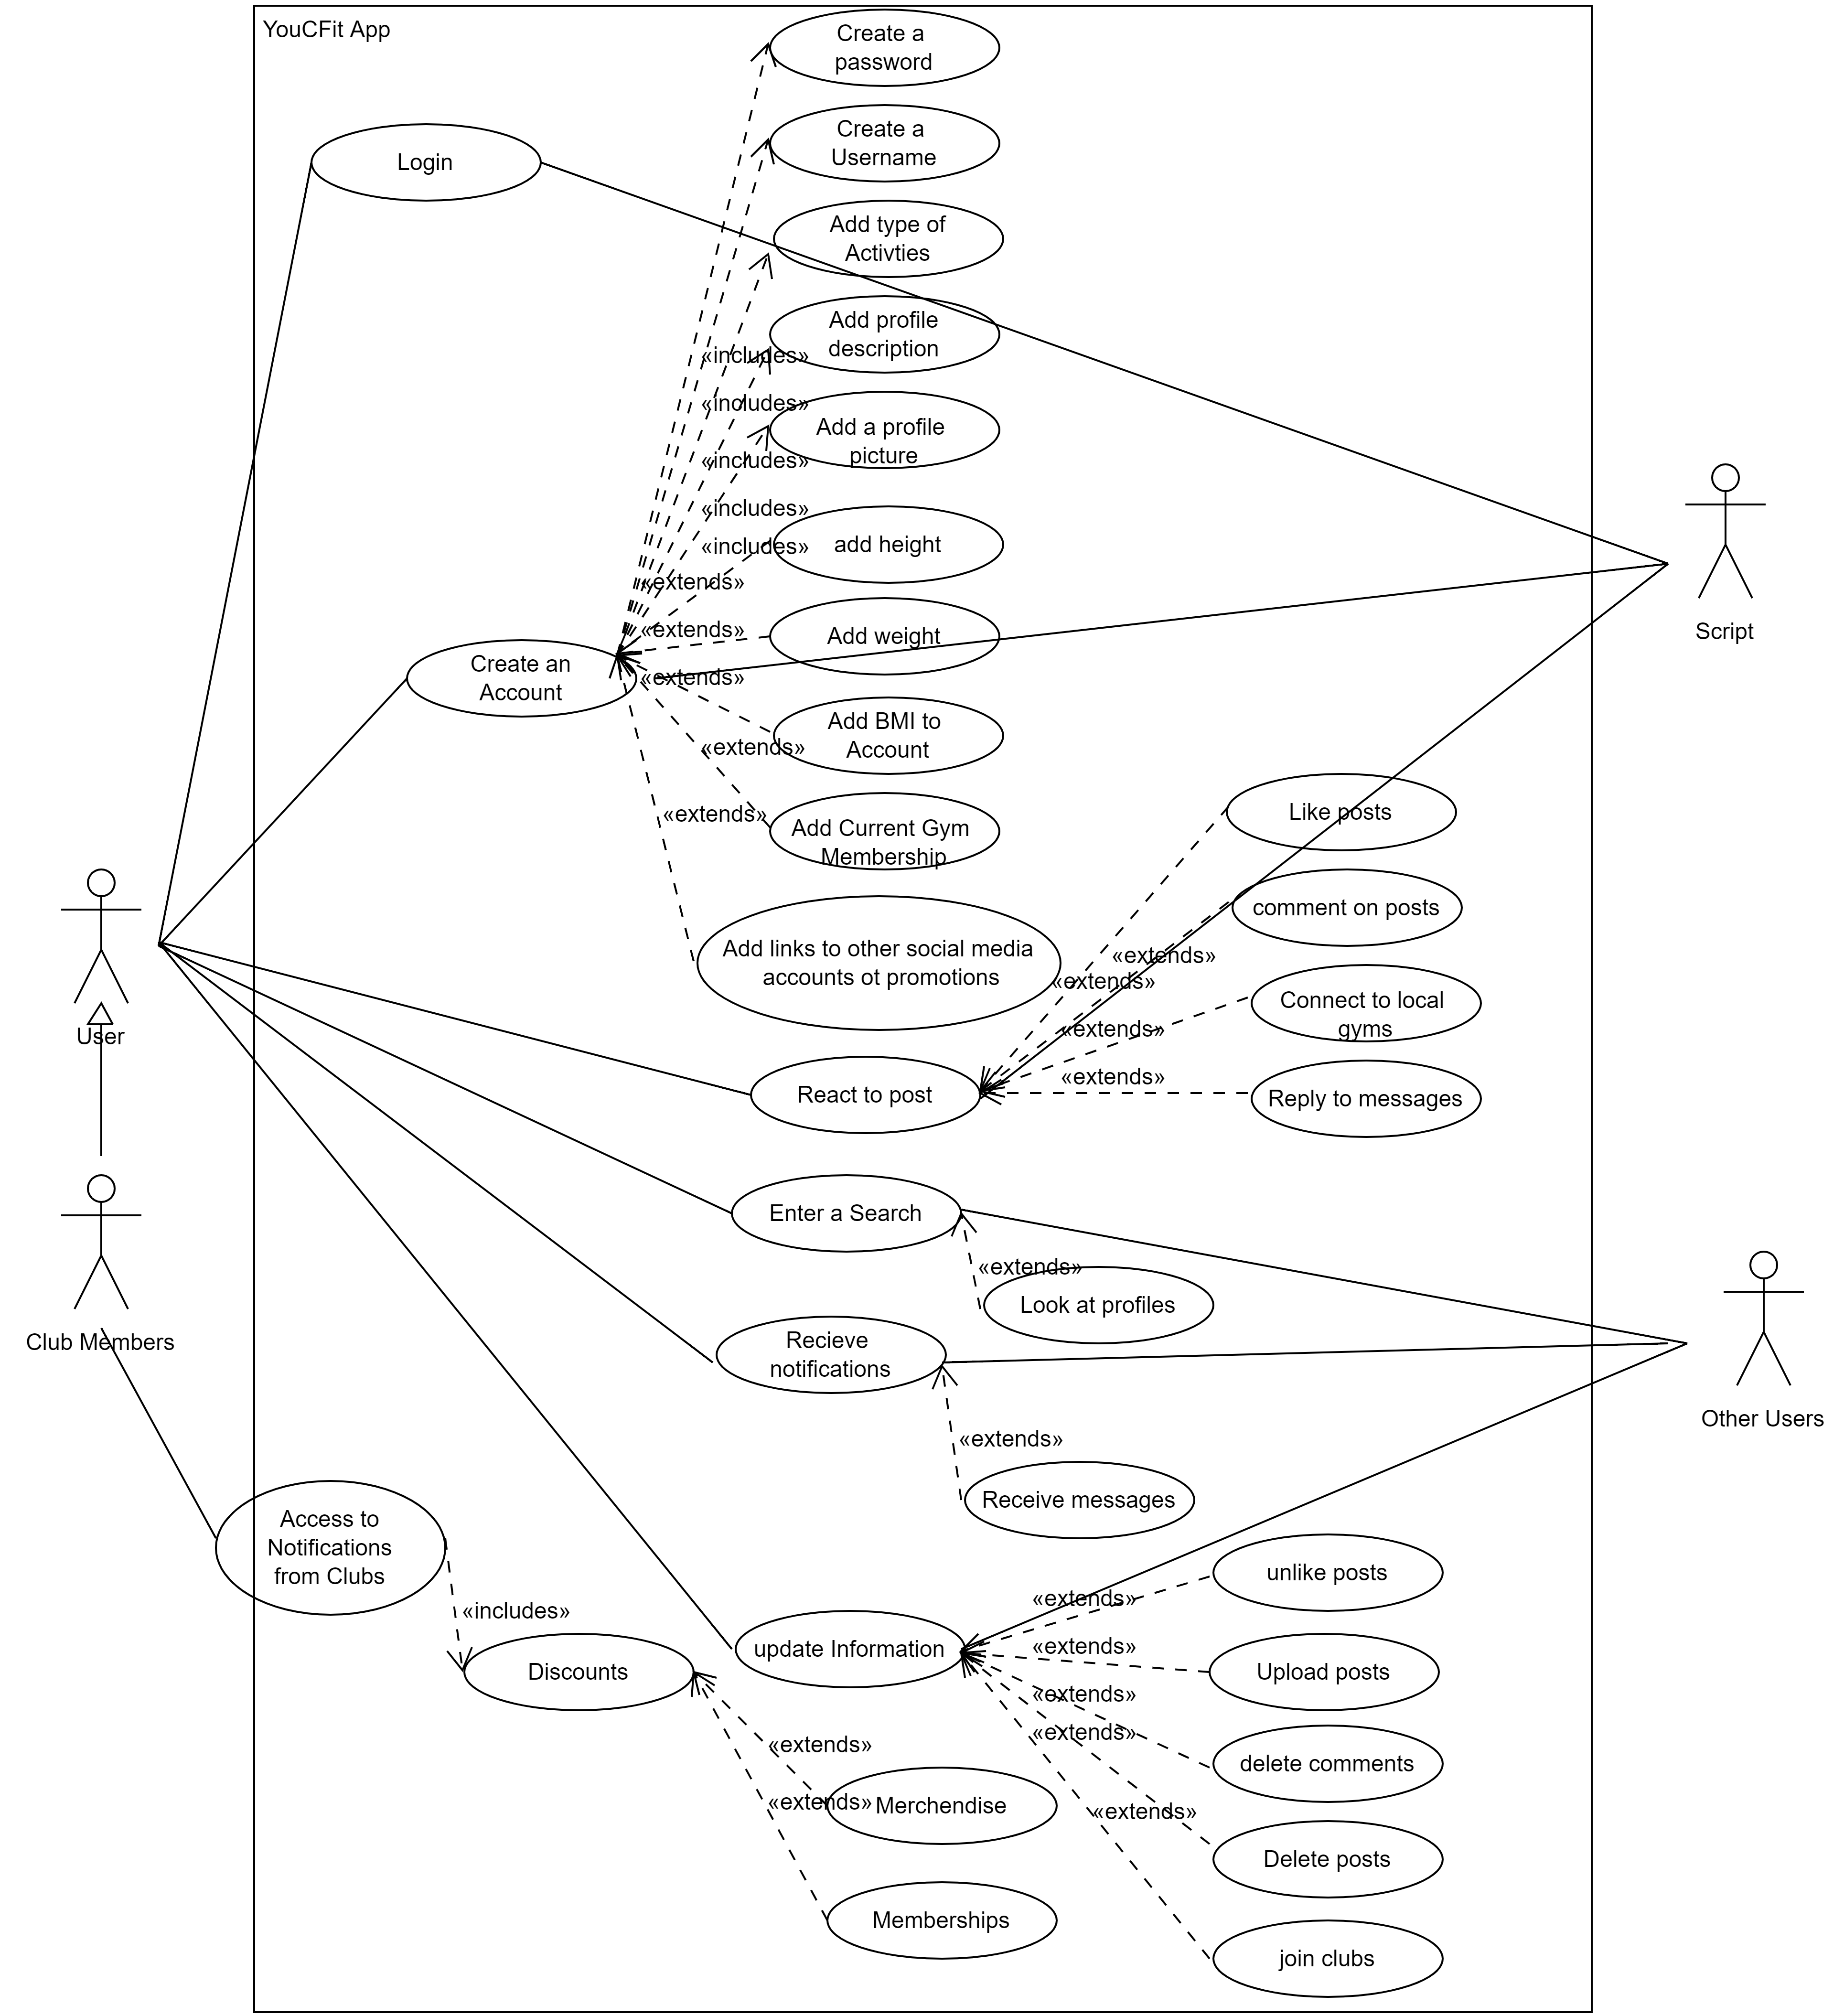 YouCFit App
Create a
password
Create a
Username
Login
Add type of
Activties
Add profile
description
«includes»
«includes»
Add a profile
picture
«includes»
«includes»
«includes»
add height
«extends»
«extends»
Add weight
Script
Create an
Account
«extends»
Add BMI to
Account
«extends»
«extends»
Add Current Gym
Membership
Like posts
comment on posts
Add links to other social media
accounts ot promotions
«extends»
«extends»
Connect to local
gyms
«extends»
User
«extends»
React to post
Reply to messages
Enter a Search
«extends»
Look at profiles
Club Members
Recieve
notifications
Other Users
«extends»
Receive messages
Access to
Notifications
from Clubs
unlike posts
«extends»
«includes»
update Information
«extends»
Discounts
Upload posts
«extends»
«extends»
«extends»
delete comments
«extends»
Merchendise
«extends»
Delete posts
Memberships
join clubs